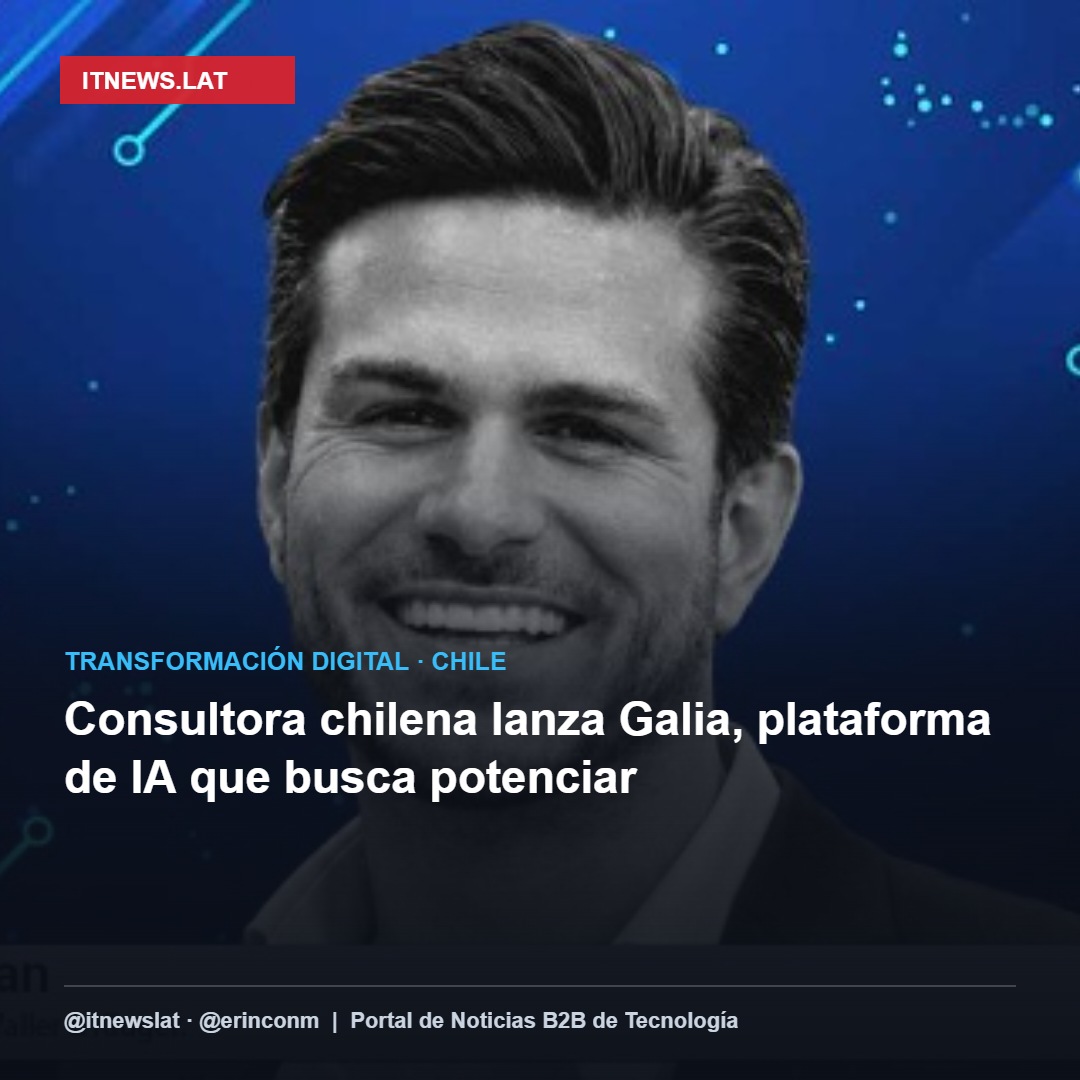 ITNEWS.LAT
TRANSFORMACIÓN DIGITAL · CHILE
Consultora chilena lanza Galia, plataforma
de IA que busca potenciar
an
@itnewslat · @erinconm | Portal de Noticias B2B de Tecnología